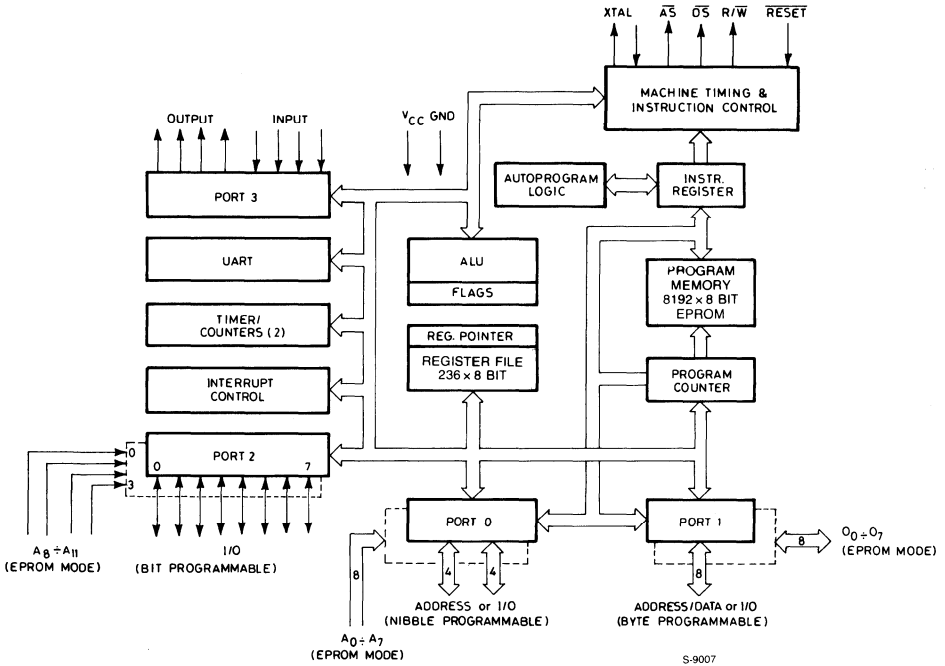 XTAL AS DS R/W RESET
MACHINE TIMING &
INSTRUCTION CONTROL
OUTPUT INPUT
VCC GND
PORT 3
AUTOPROGRAM
LOGIC
INSTR.
REGISTER
UART
ALU
FLAGS
PROGRAM
MEMORY
8192 × 8 BIT
EPROM
TIMER/
COUNTERS (2)
REG. POINTER
REGISTER FILE
236 × 8 BIT
PROGRAM
COUNTER
INTERRUPT
CONTROL
PORT 2
0 7
0
3
A8 ÷ A11
(EPROM MODE)
I/O
(BIT PROGRAMMABLE)
PORT 0
PORT 1
8
O0 ÷ O7
(EPROM MODE)
8
4 4
8
ADDRESS or I/O
(NIBBLE PROGRAMMABLE)
ADDRESS/DATA or I/O
(BYTE PROGRAMMABLE)
A0 ÷ A7
(EPROM MODE)
S-9007